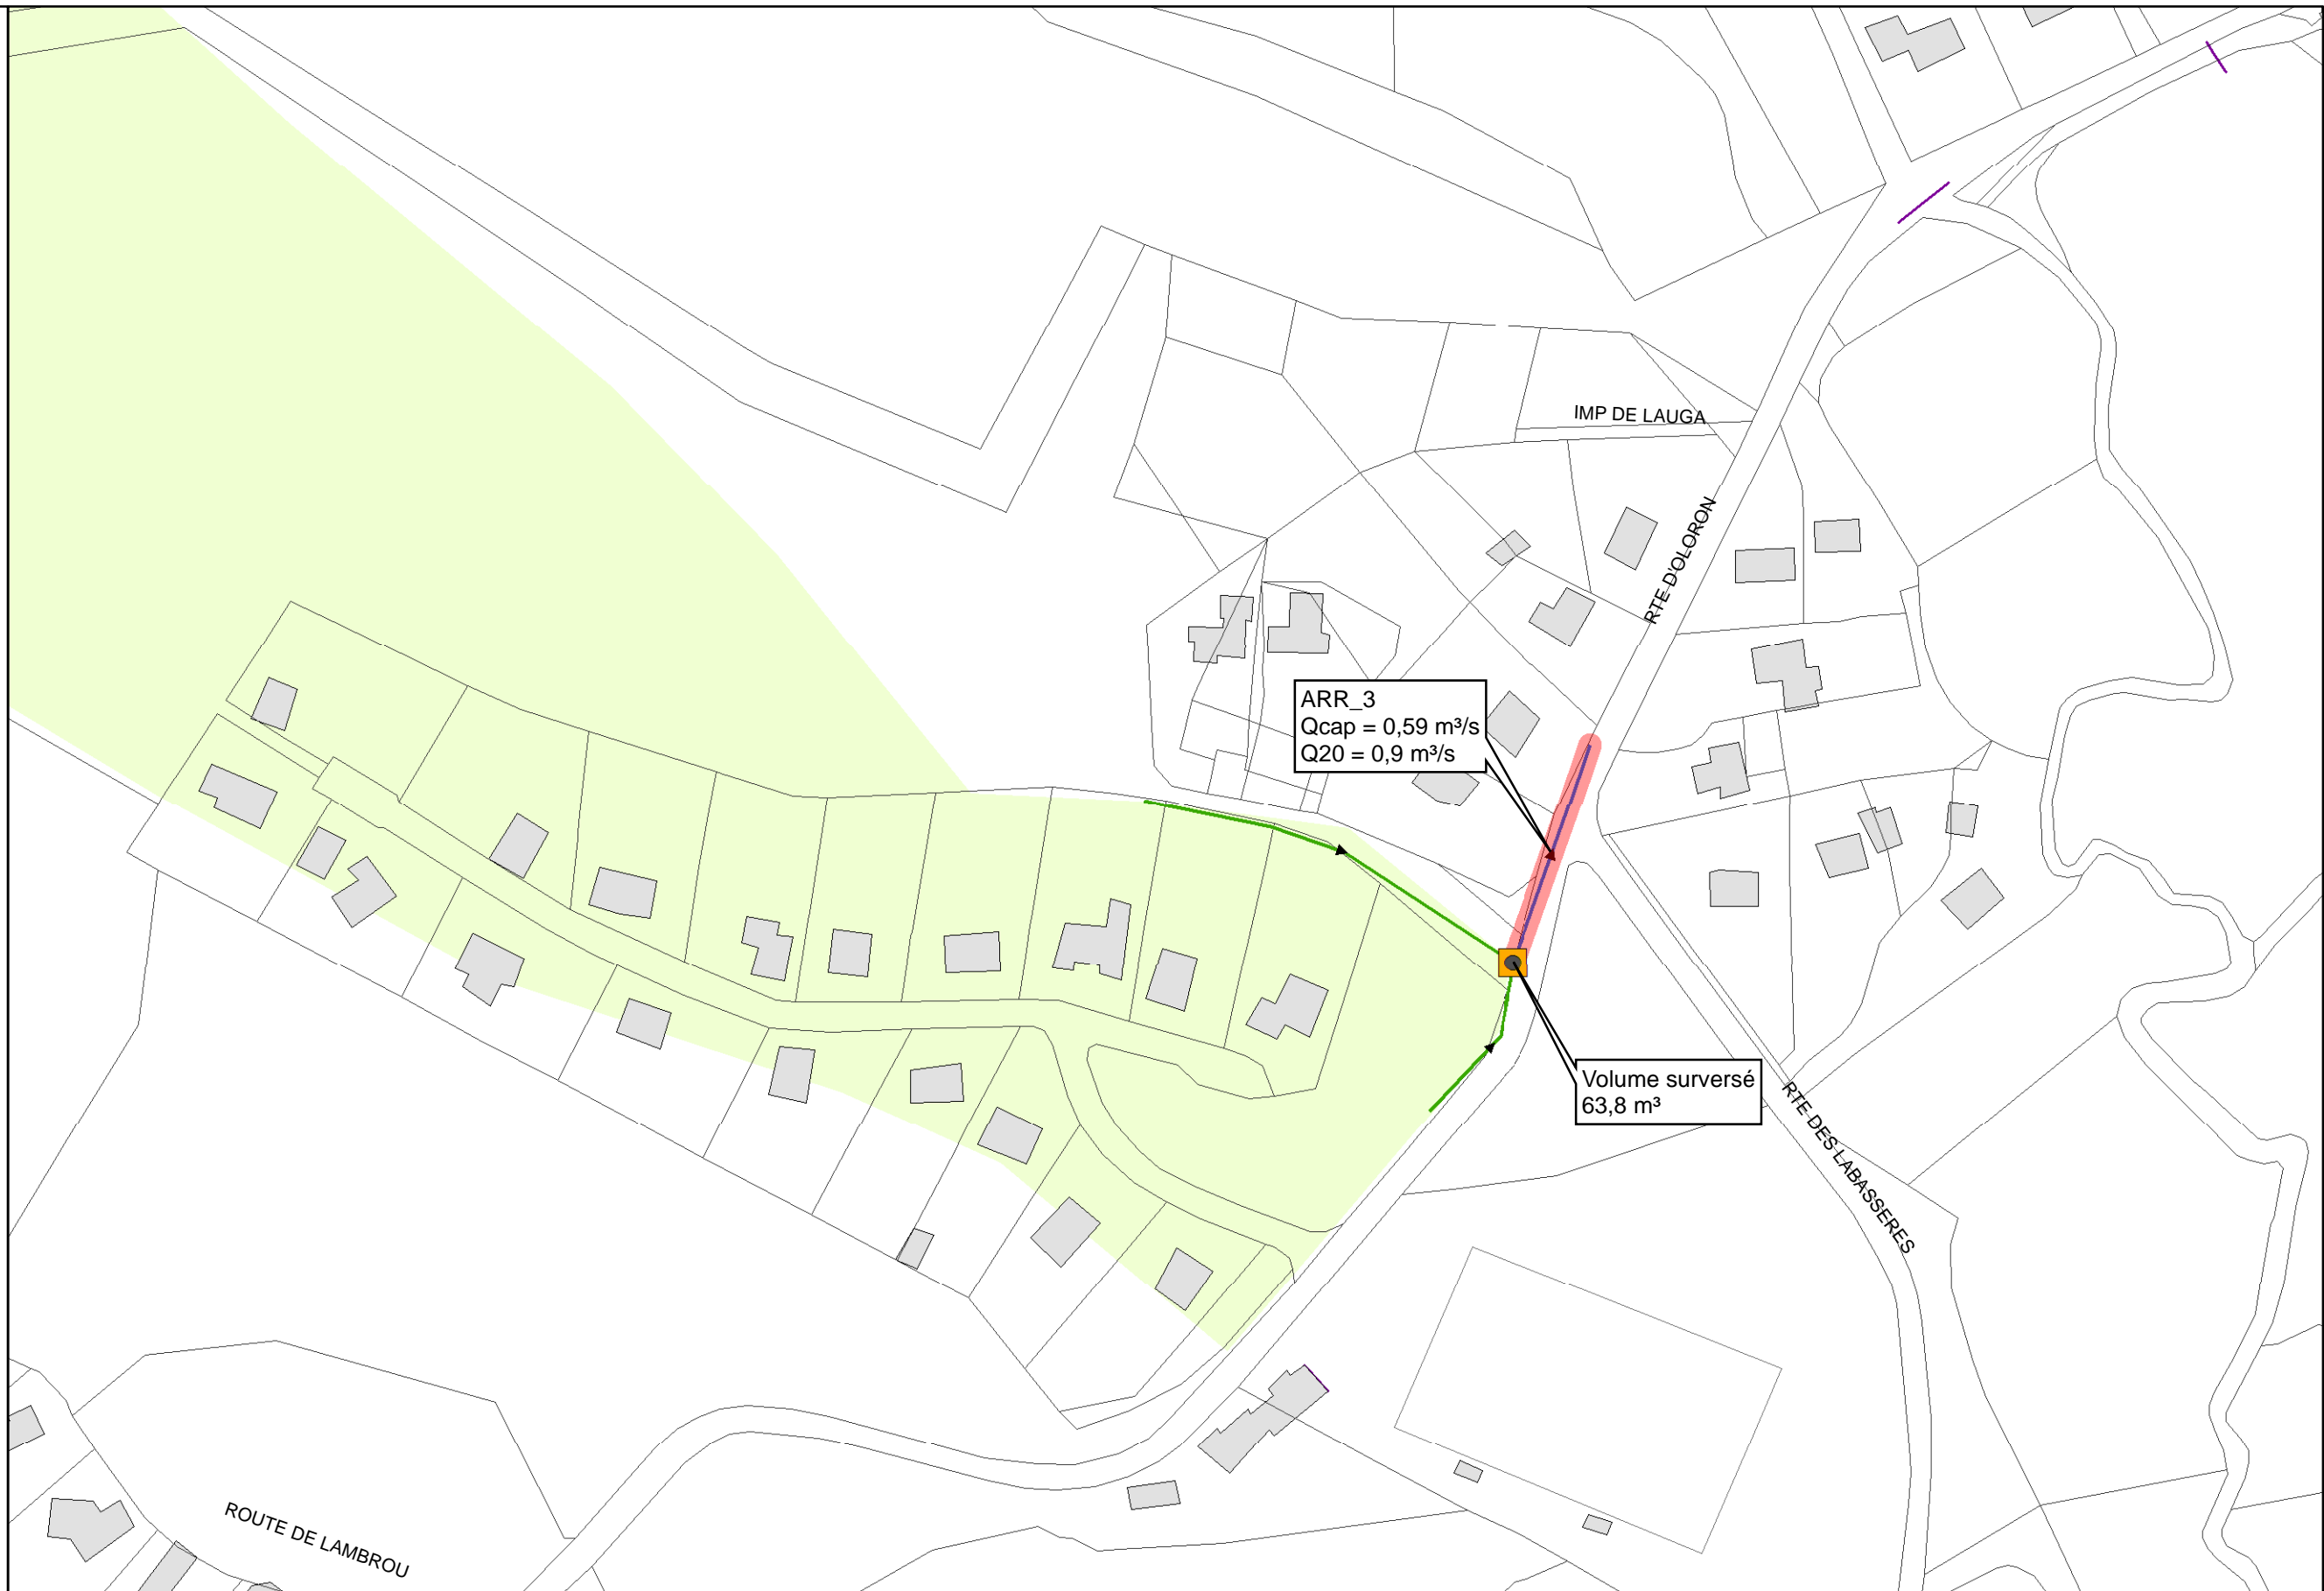 IMP DE LAUGA
RTE D'OLORON
ARR_3
Qcap = 0,59 m³/s
Q20 = 0,9 m³/s
Volume surversé
63,8 m³
RTE DES LABASSERES
ROUTE DE LAMBROU